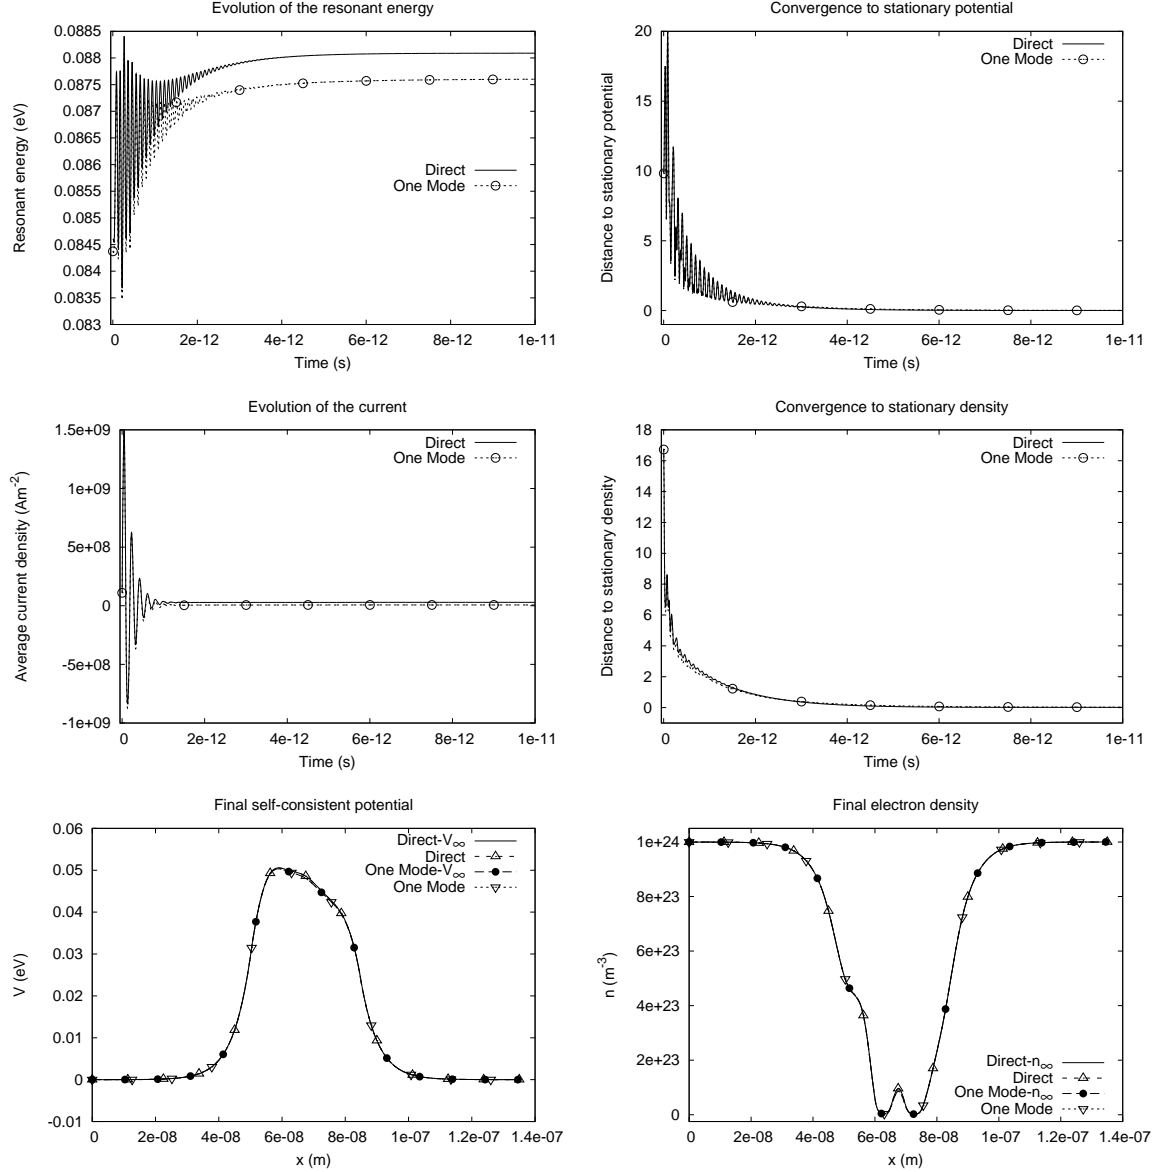 Evolution of the resonant energy
0.0885
0.088
0.0875
0.087
0.0865
0.086
0.0855
0.085
0.0845
0.084
0.0835
0.083
Resonant energy (eV)
Direct
One Mode
0
2e-12
4e-12
6e-12
8e-12
1e-11
Time (s)
Convergence to stationary potential
20
15
10
5
0
Distance to stationary potential
Direct
One Mode
0
2e-12
4e-12
6e-12
8e-12
1e-11
Time (s)
Evolution of the current
1.5e+09
1e+09
5e+08
0
-5e+08
-1e+09
Average current density (Am⁻²)
Direct
One Mode
0
2e-12
4e-12
6e-12
8e-12
1e-11
Time (s)
Convergence to stationary density
18
16
14
12
10
8
6
4
2
0
Distance to stationary density
Direct
One Mode
0
2e-12
4e-12
6e-12
8e-12
1e-11
Time (s)
Final self-consistent potential
0.06
0.05
0.04
0.03
0.02
0.01
0
-0.01
V (eV)
Direct-V∞
Direct
One Mode-V∞
One Mode
0
2e-08
4e-08
6e-08
8e-08
1e-07
1.2e-07
1.4e-07
x (m)
Final electron density
1e+24
8e+23
6e+23
4e+23
2e+23
0
n (m⁻³)
Direct-n∞
Direct
One Mode-n∞
One Mode
0
2e-08
4e-08
6e-08
8e-08
1e-07
1.2e-07
1.4e-07
x (m)